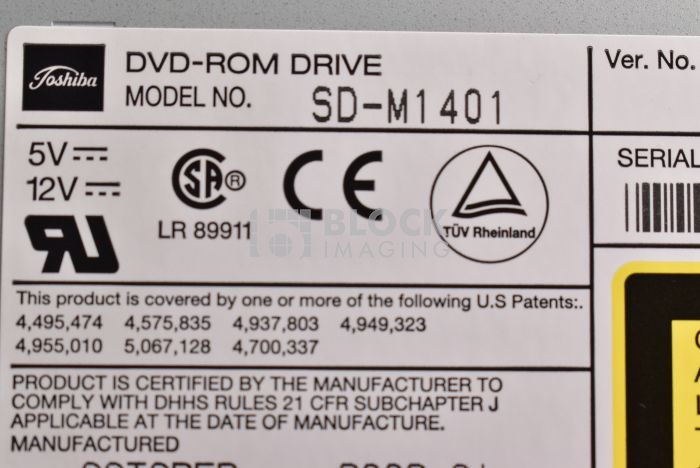 Toshiba
DVD-ROM DRIVE
MODEL NO. SD-M1401
Ver. No.
5V
12V
SA ®
LR 89911
CE
TÜV Rheinland
SERIAL
BLOCK
IMAGING
This product is covered by one or more of the following U.S Patents:.
4,495,474 4,575,835 4,937,803 4,949,323
4,955,010 5,067,128 4,700,337
PRODUCT IS CERTIFIED BY THE MANUFACTURER TO
COMPLY WITH DHHS RULES 21 CFR SUBCHAPTER J
APPLICABLE AT THE DATE OF MANUFACTURE.
MANUFACTURED